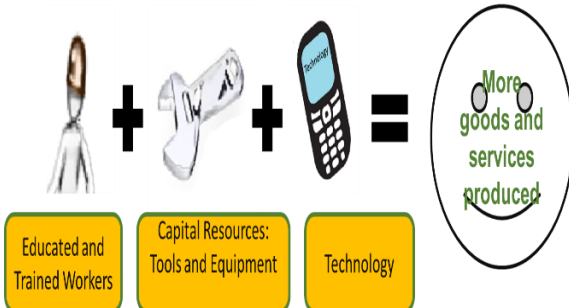 Technology
More
goods and
services
produced
Educated and
Trained Workers
Capital Resources:
Tools and Equipment
Technology